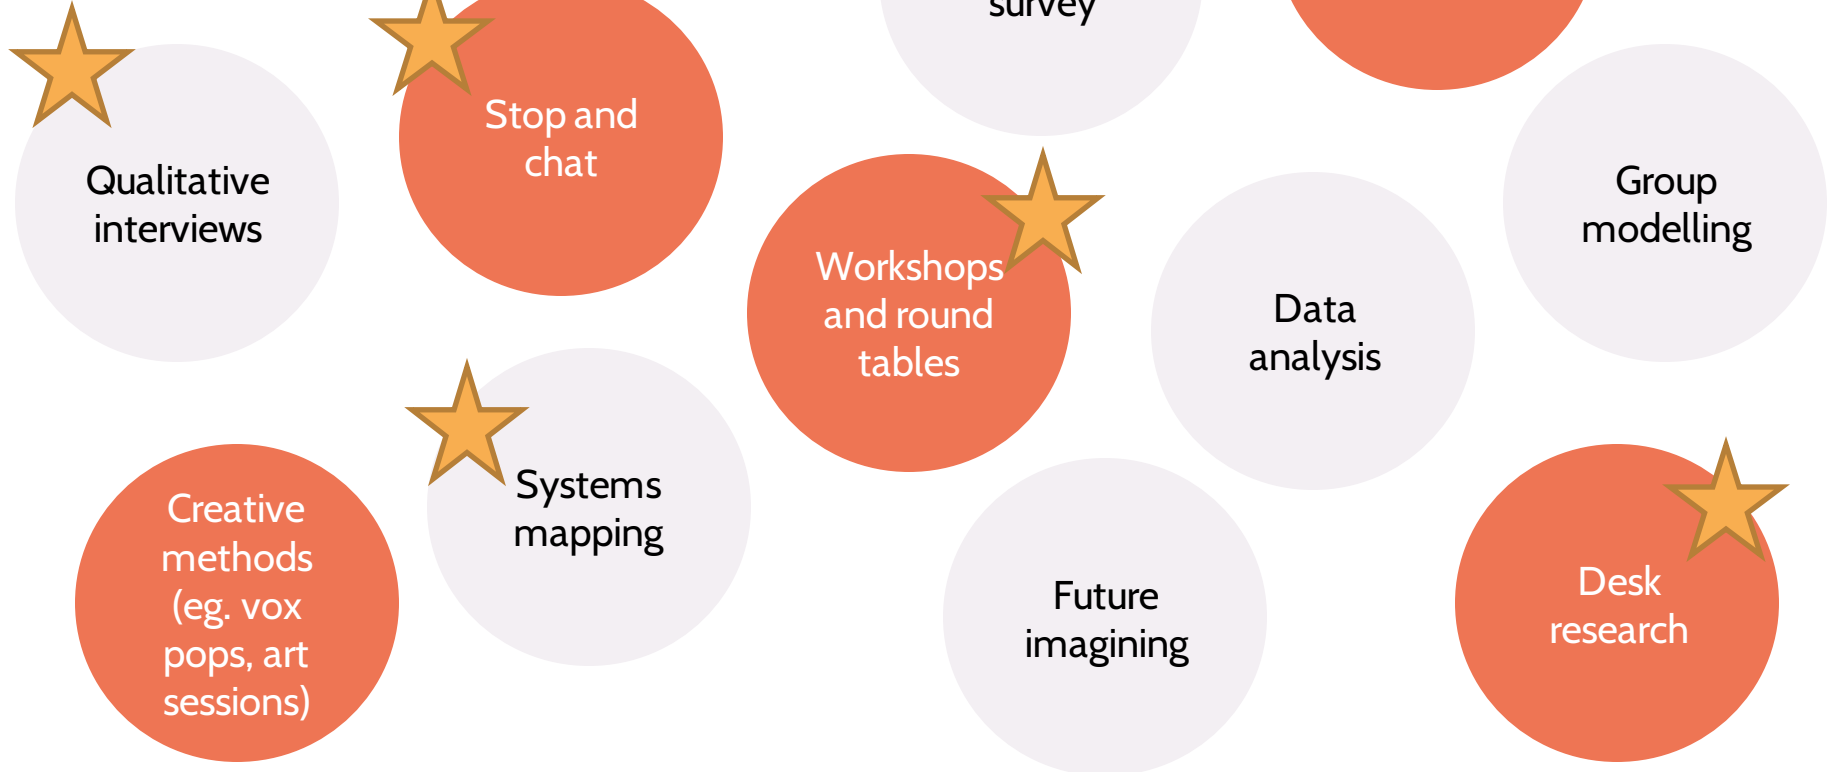 survey
Stop and
chat
Qualitative
interviews
Group
modelling
Workshops
and round
tables
Data
analysis
Systems
mapping
Creative
methods
(eg. vox
pops, art
sessions)
Future
imagining
Desk
research